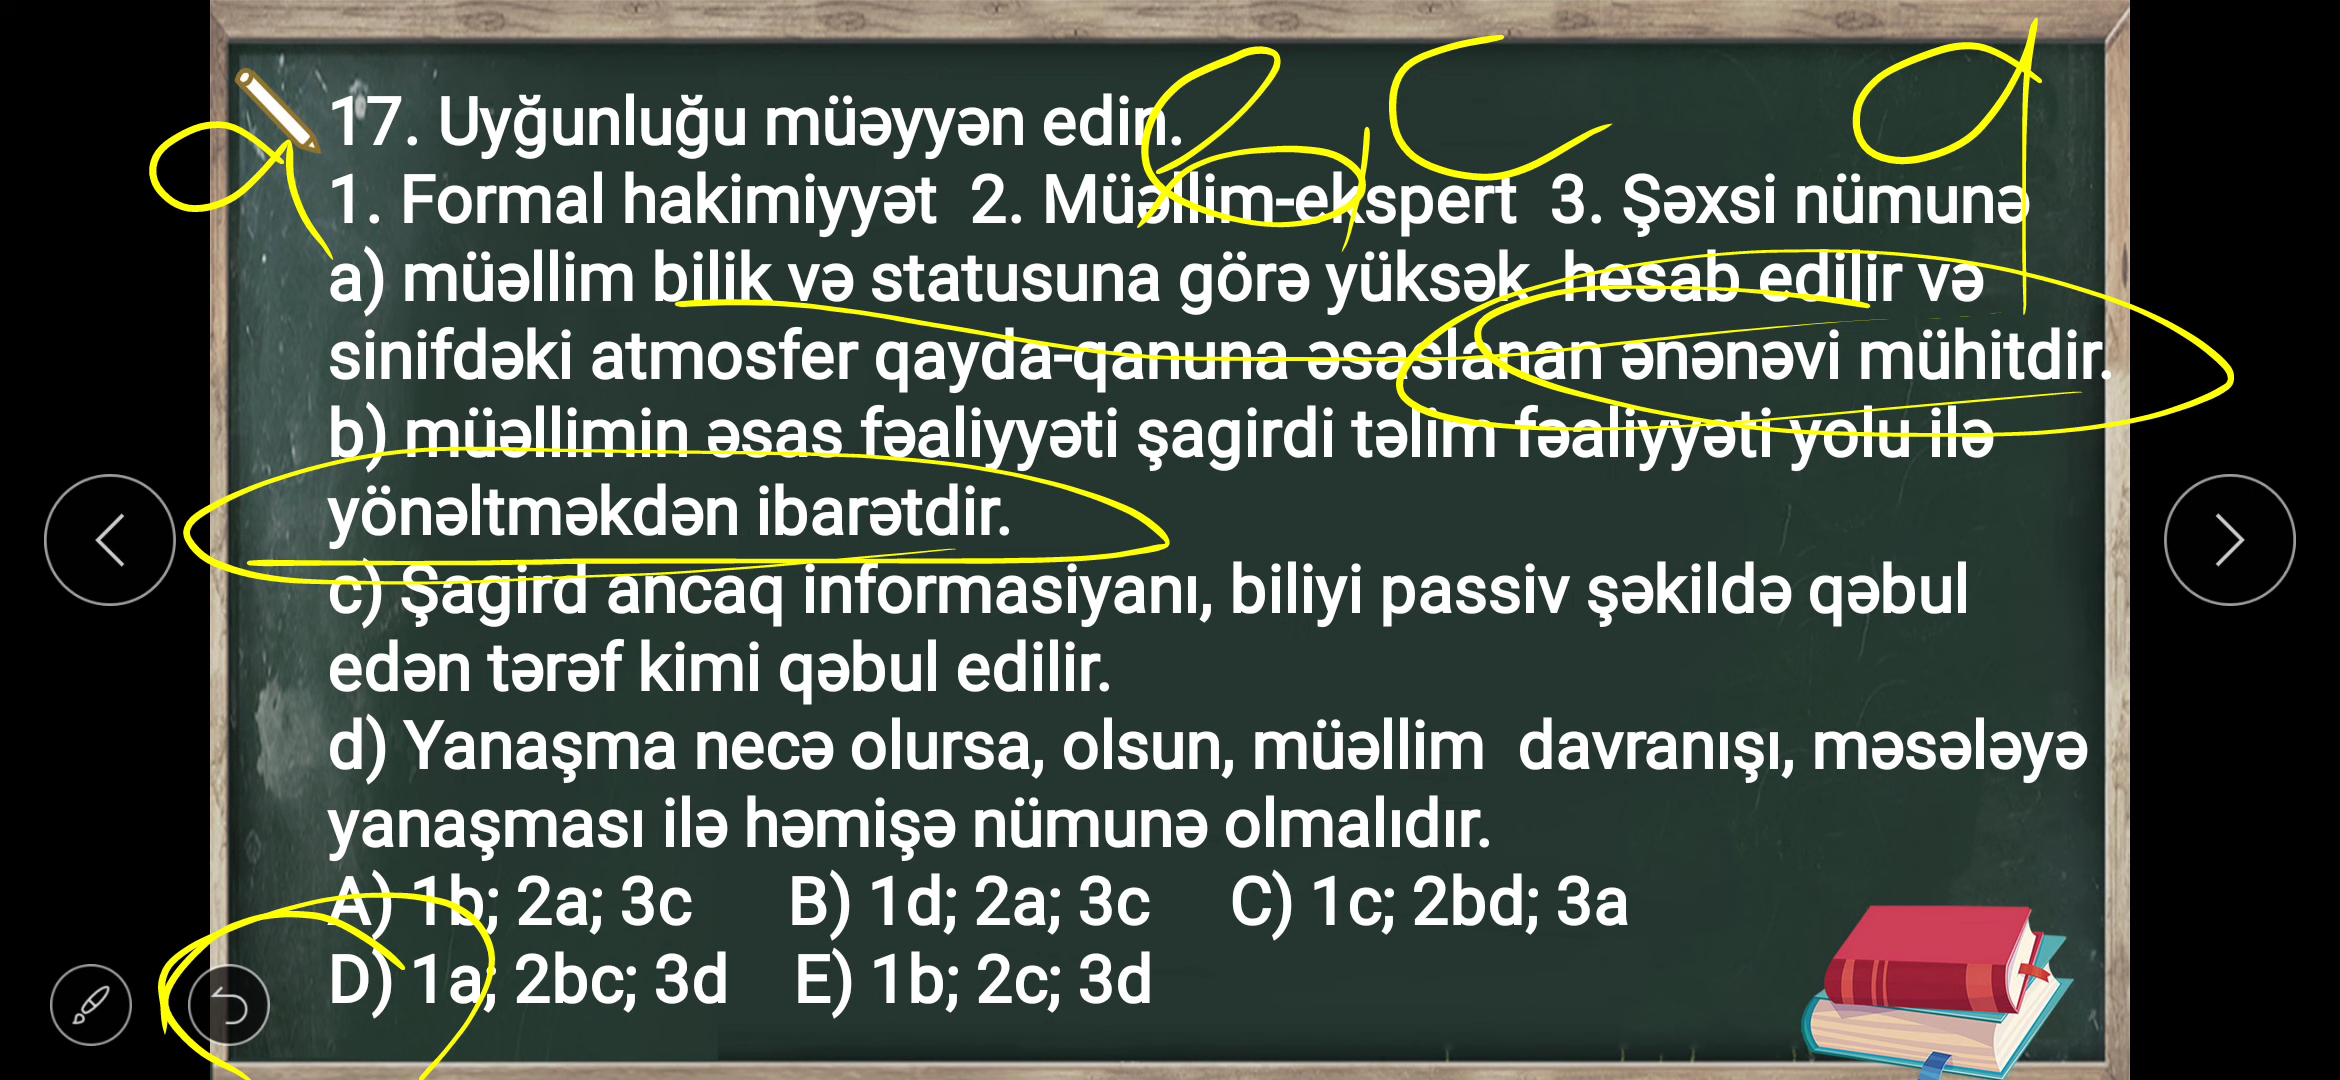 17. Uyğunluğu müəyyən edin.
1. Formal hakimiyyət 2. Müəllim-ekspert 3. Şəxsi nümunə
a) müəllim bilik və statusuna görə yüksək hesab edilir və
sinifdəki atmosfer qayda-qanuna əsaslanan ənənəvi mühitdir.
b) müəllimin əsas fəaliyyəti şagirdi təlim fəaliyyəti yolu ilə
yönəltməkdən ibarətdir.
c) Şagird ancaq informasiyanı, biliyi passiv şəkildə qəbul
edən tərəf kimi qəbul edilir.
d) Yanaşma necə olursa, olsun, müəllim davranışı, məsələyə
yanaşması ilə həmişə nümunə olmalıdır.
A) 1b; 2a; 3c B) 1d; 2a; 3c C) 1c; 2bd; 3a
D) 1a; 2bc; 3d E) 1b; 2c; 3d